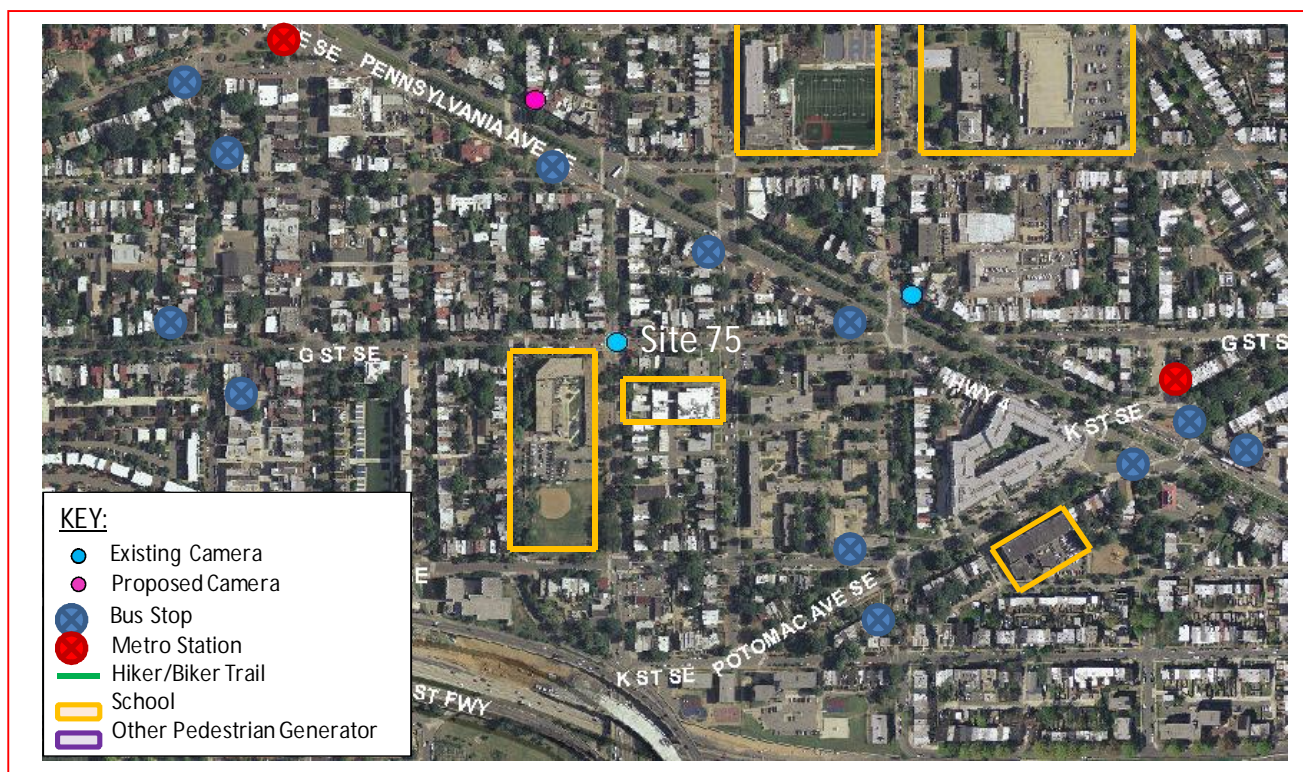 E SE
PENNSYLVANIA AVE SE
Site 75
G ST SE
G ST S
HWY 4
K ST SE
E
POTOMAC AVE SE
K ST SE
ST FWY
KEY:
Existing Camera
Proposed Camera
Bus Stop
Metro Station
Hiker/Biker Trail
School
Other Pedestrian Generator